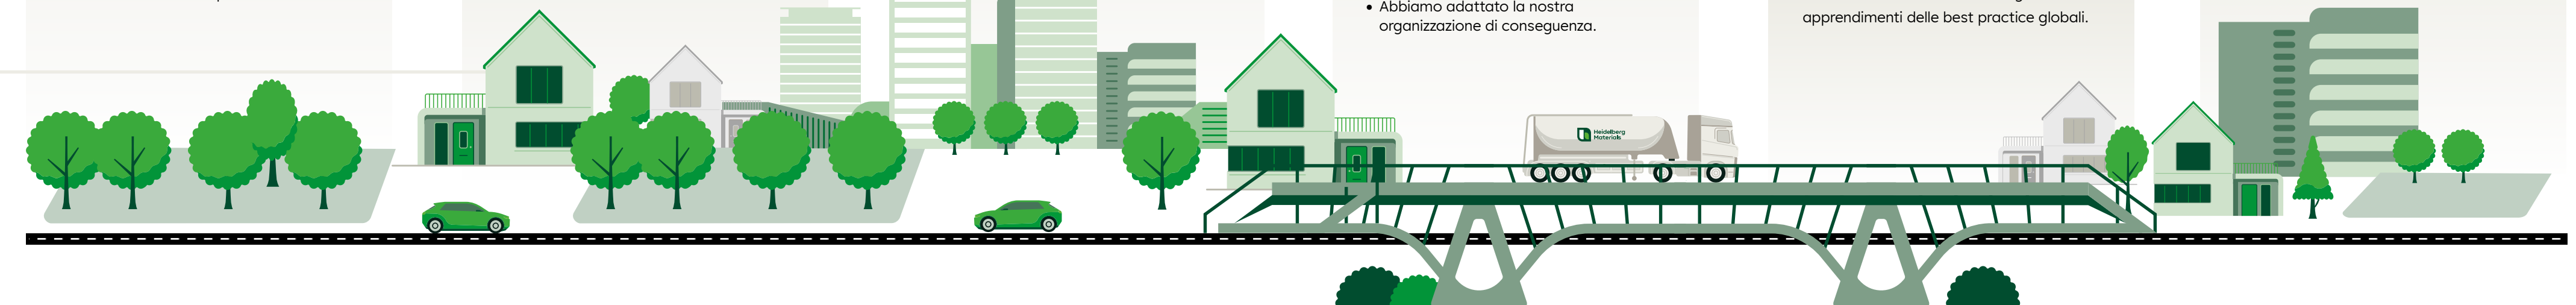 • Abbiamo adattato la nostra
organizzazione di conseguenza.
apprendimenti delle best practice globali.
Heidelberg
Materials